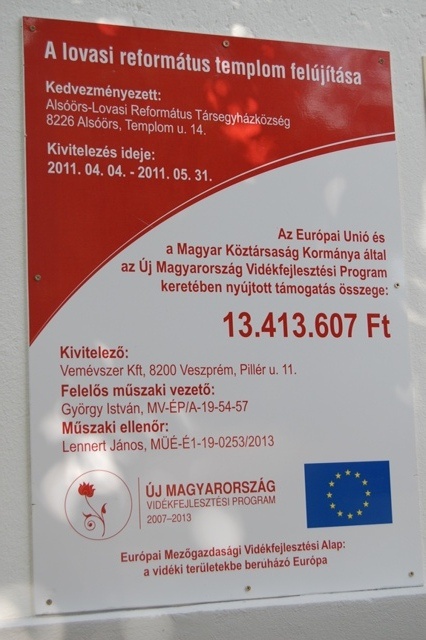 A lovasi református templom felújítása
Kedvezményezett:
Alsóörs-Lovasi Református Társegyházközség
8226 Alsóörs, Templom u. 14.
Kivitelezés ideje:
2011. 04. 04. - 2011. 05. 31.
Az Európai Unió és
a Magyar Köztársaság Kormánya által
az Új Magyarország Vidékfejlesztési Program
keretében nyújtott támogatás összege:
13.413.607 Ft
Kivitelező:
Vemévszer Kft, 8200 Veszprém, Pillér u. 11.
Felelős műszaki vezető:
György István, MV-ÉP/A-19-54-57
Műszaki ellenőr:
Lennert János, MÜÉ-É1-19-0253/2013
ÚJ MAGYARORSZÁG
VIDÉKFEJLESZTÉSI PROGRAM
2007–2013
Európai Mezőgazdasági Vidékfejlesztési Alap:
a vidéki területekbe beruházó Európa